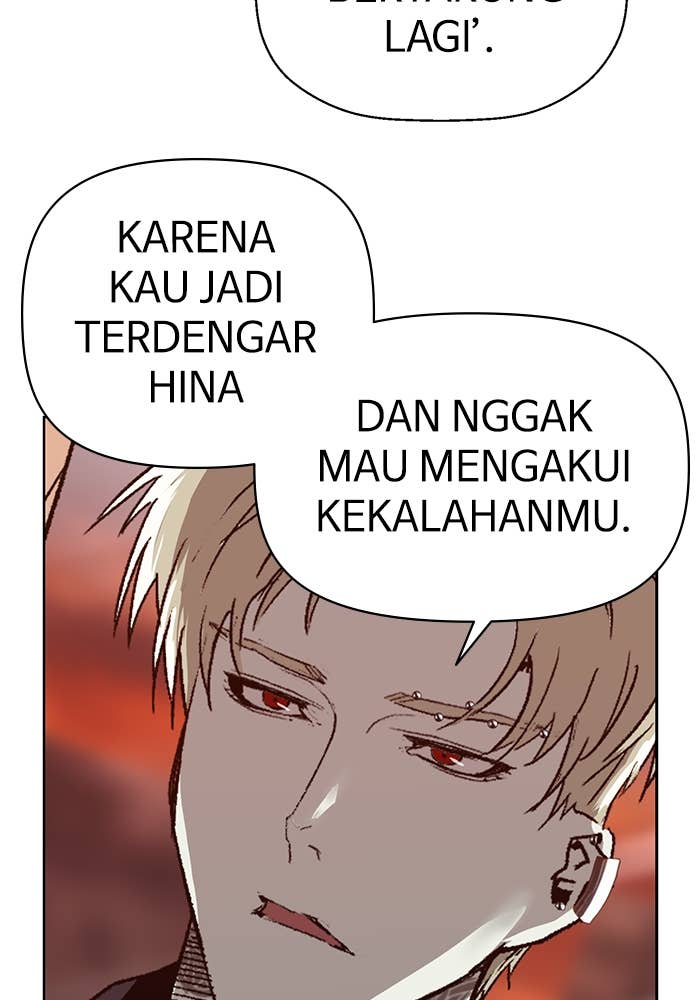 LAGI’.
KARENA
KAU JADI
TERDENGAR
HINA
DAN NGGAK
MAU MENGAKUI
KEKALAHANMU.